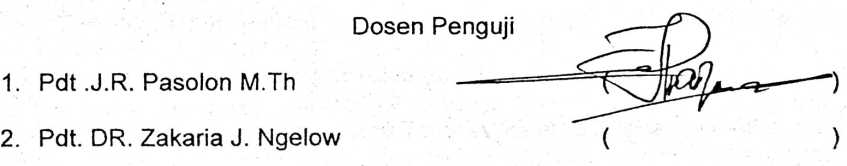 Dosen Penguji
1. Pdt .J.R. Pasolon M.Th ( )
2. Pdt. DR. Zakaria J. Ngelow ( )